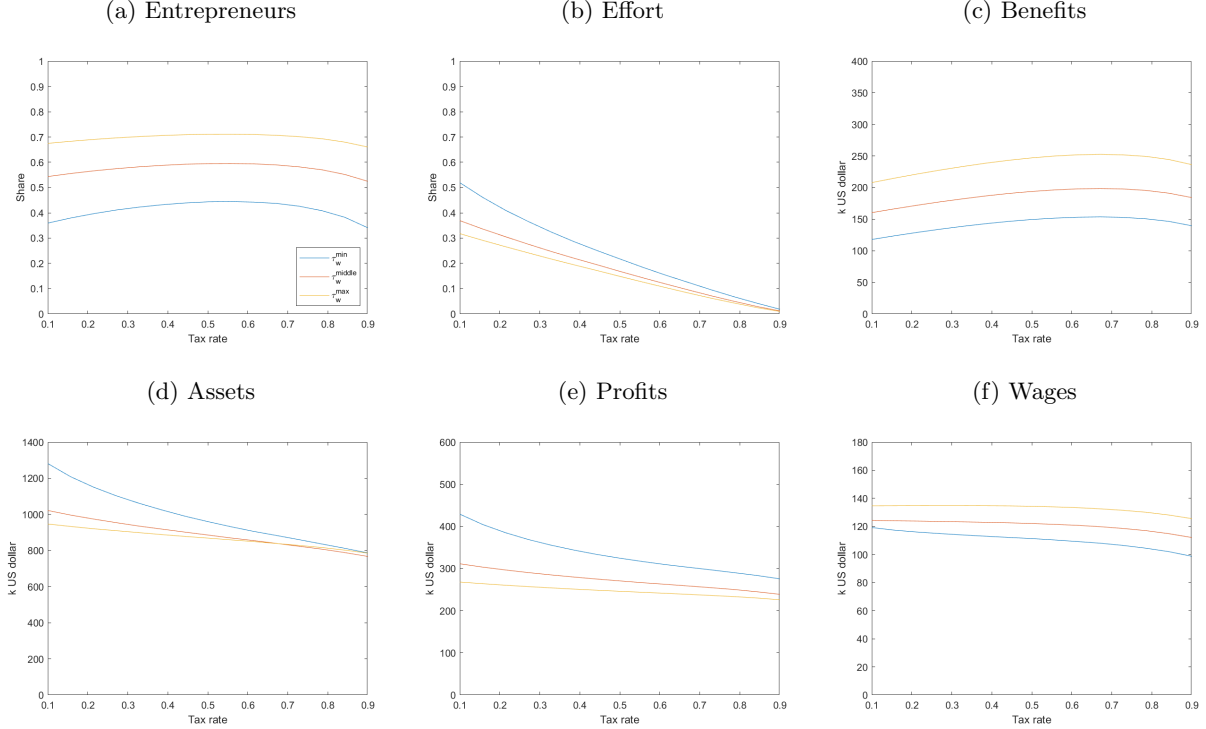 (a) Entrepreneurs
(b) Effort
(c) Benefits
1
0.9
0.8
0.7
0.6
0.5
0.4
0.3
0.2
0.1
0
Share
0.1 0.2 0.3 0.4 0.5 0.6 0.7 0.8 0.9
Tax rate
τ_w^min
τ_w^middle
τ_w^max
1
0.9
0.8
0.7
0.6
0.5
0.4
0.3
0.2
0.1
0
Share
0.1 0.2 0.3 0.4 0.5 0.6 0.7 0.8 0.9
Tax rate
400
350
300
250
200
150
100
50
0
k US dollar
0.1 0.2 0.3 0.4 0.5 0.6 0.7 0.8 0.9
Tax rate
(d) Assets
(e) Profits
(f) Wages
1400
1200
1000
800
600
400
200
0
k US dollar
0.1 0.2 0.3 0.4 0.5 0.6 0.7 0.8 0.9
Tax rate
600
500
400
300
200
100
0
k US dollar
0.1 0.2 0.3 0.4 0.5 0.6 0.7 0.8 0.9
Tax rate
180
160
140
120
100
80
60
40
20
0
k US dollar
0.1 0.2 0.3 0.4 0.5 0.6 0.7 0.8 0.9
Tax rate